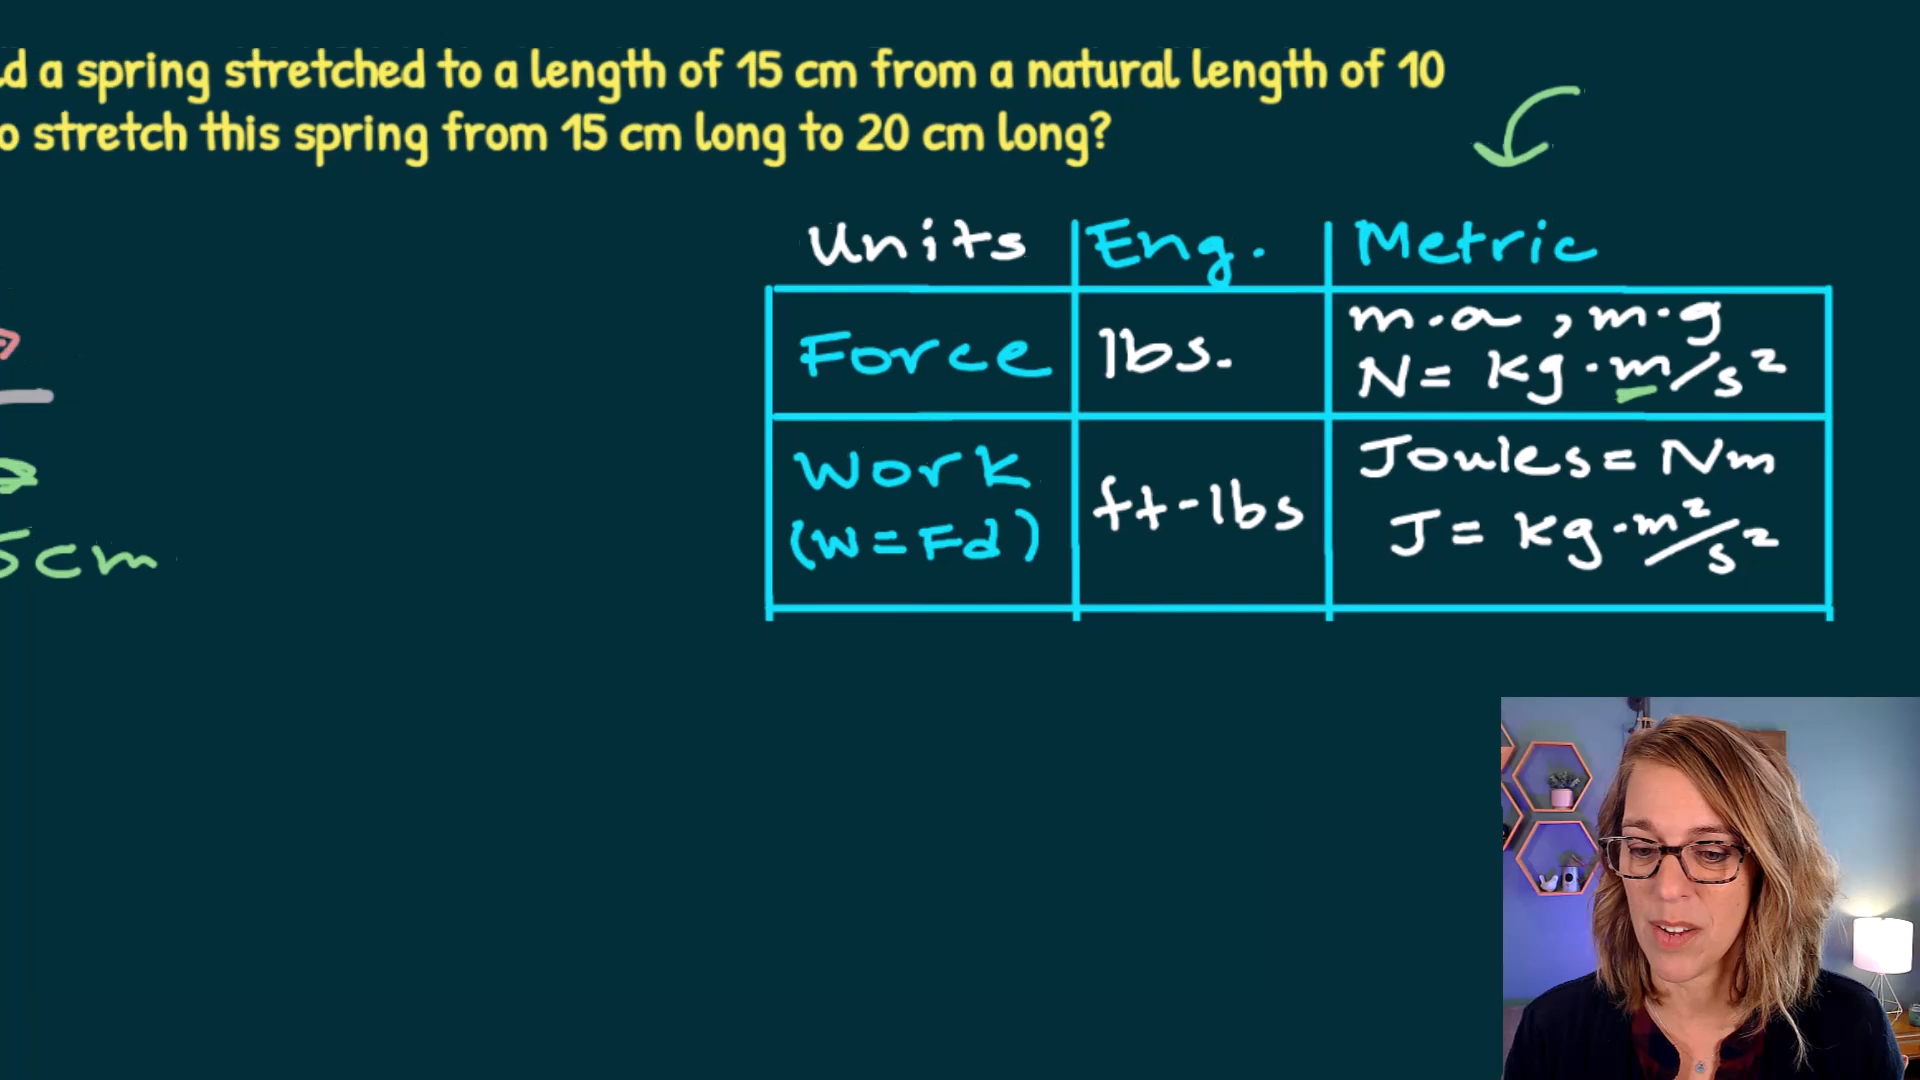 d a spring stretched to a length of 15 cm from a natural length of 10
o stretch this spring from 15 cm long to 20 cm long?
Units Eng. Metric
Force lbs. m·a, m·g
N = kg·m/s²
Work ft-lbs Joules = Nm
(W = Fd) J = kg·m²/s²
5cm